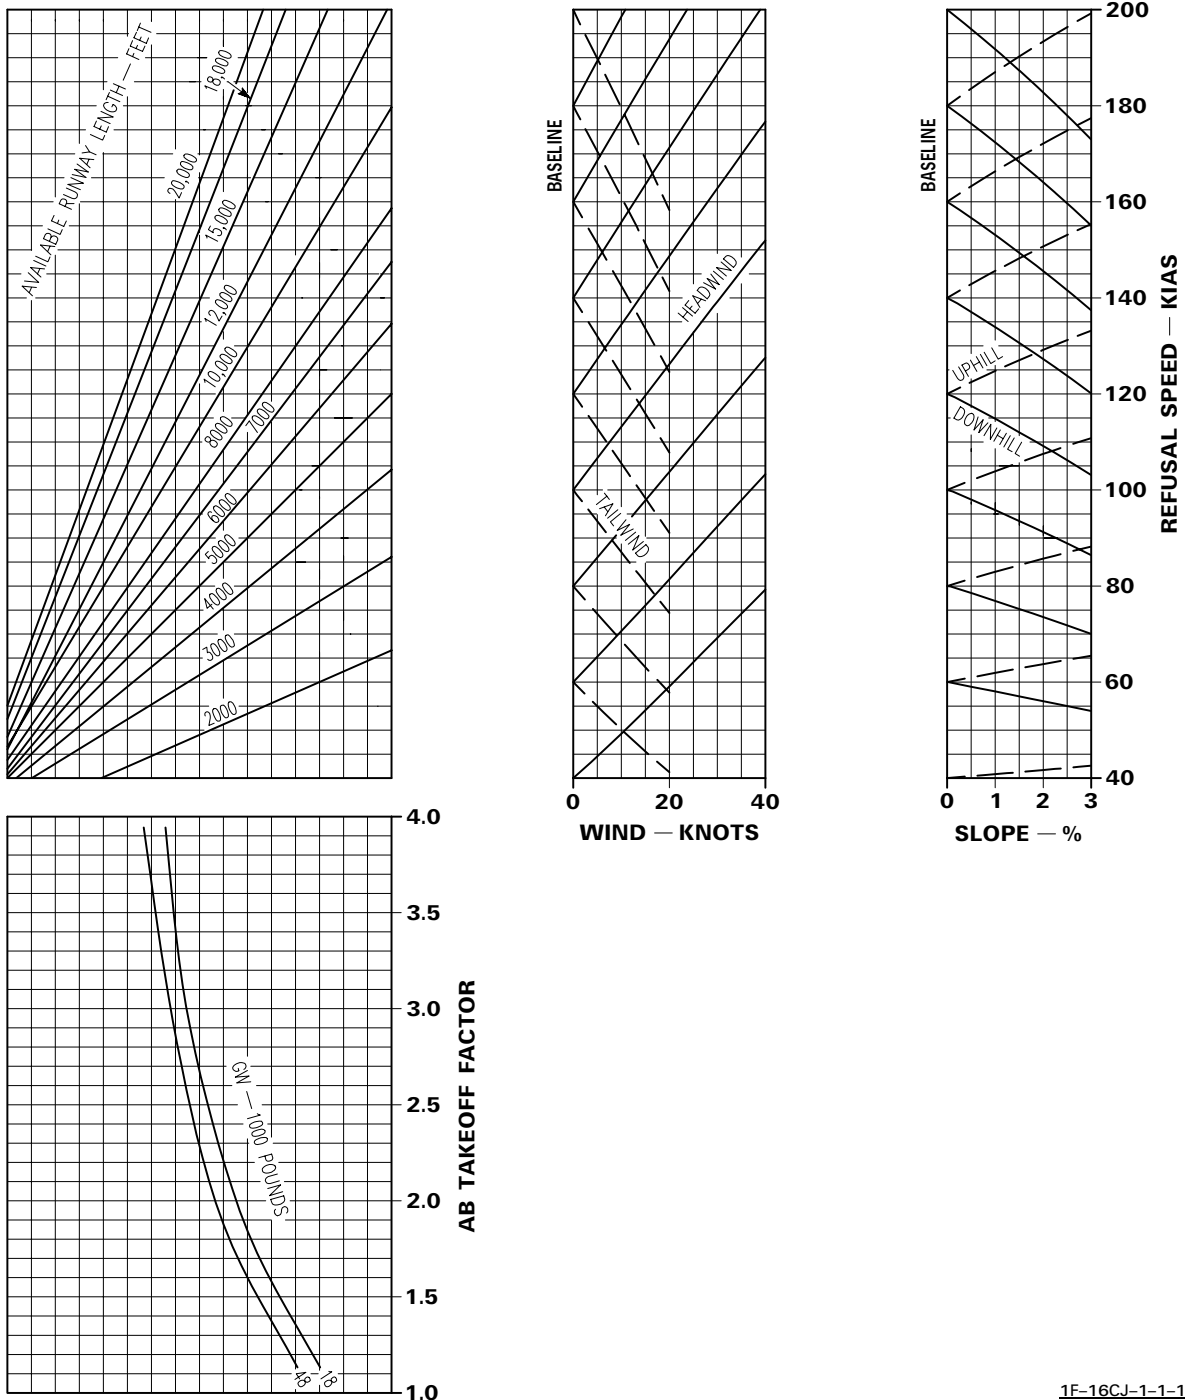 AVAILABLE RUNWAY LENGTH — FEET
18,000
20,000
15,000
12,000
10,000
8000
7000
6000
5000
4000
3000
2000
BASELINE
HEADWIND
TAILWIND
0 20 40
WIND — KNOTS
BASELINE
UPHILL
DOWNHILL
0 1 2 3
SLOPE — %
200
180
160
140
120
100
80
60
40
REFUSAL SPEED — KIAS
4.0
3.5
3.0
2.5
2.0
1.5
1.0
AB TAKEOFF FACTOR
GW — 1000 POUNDS
48
18
1F-16CJ-1-1-1